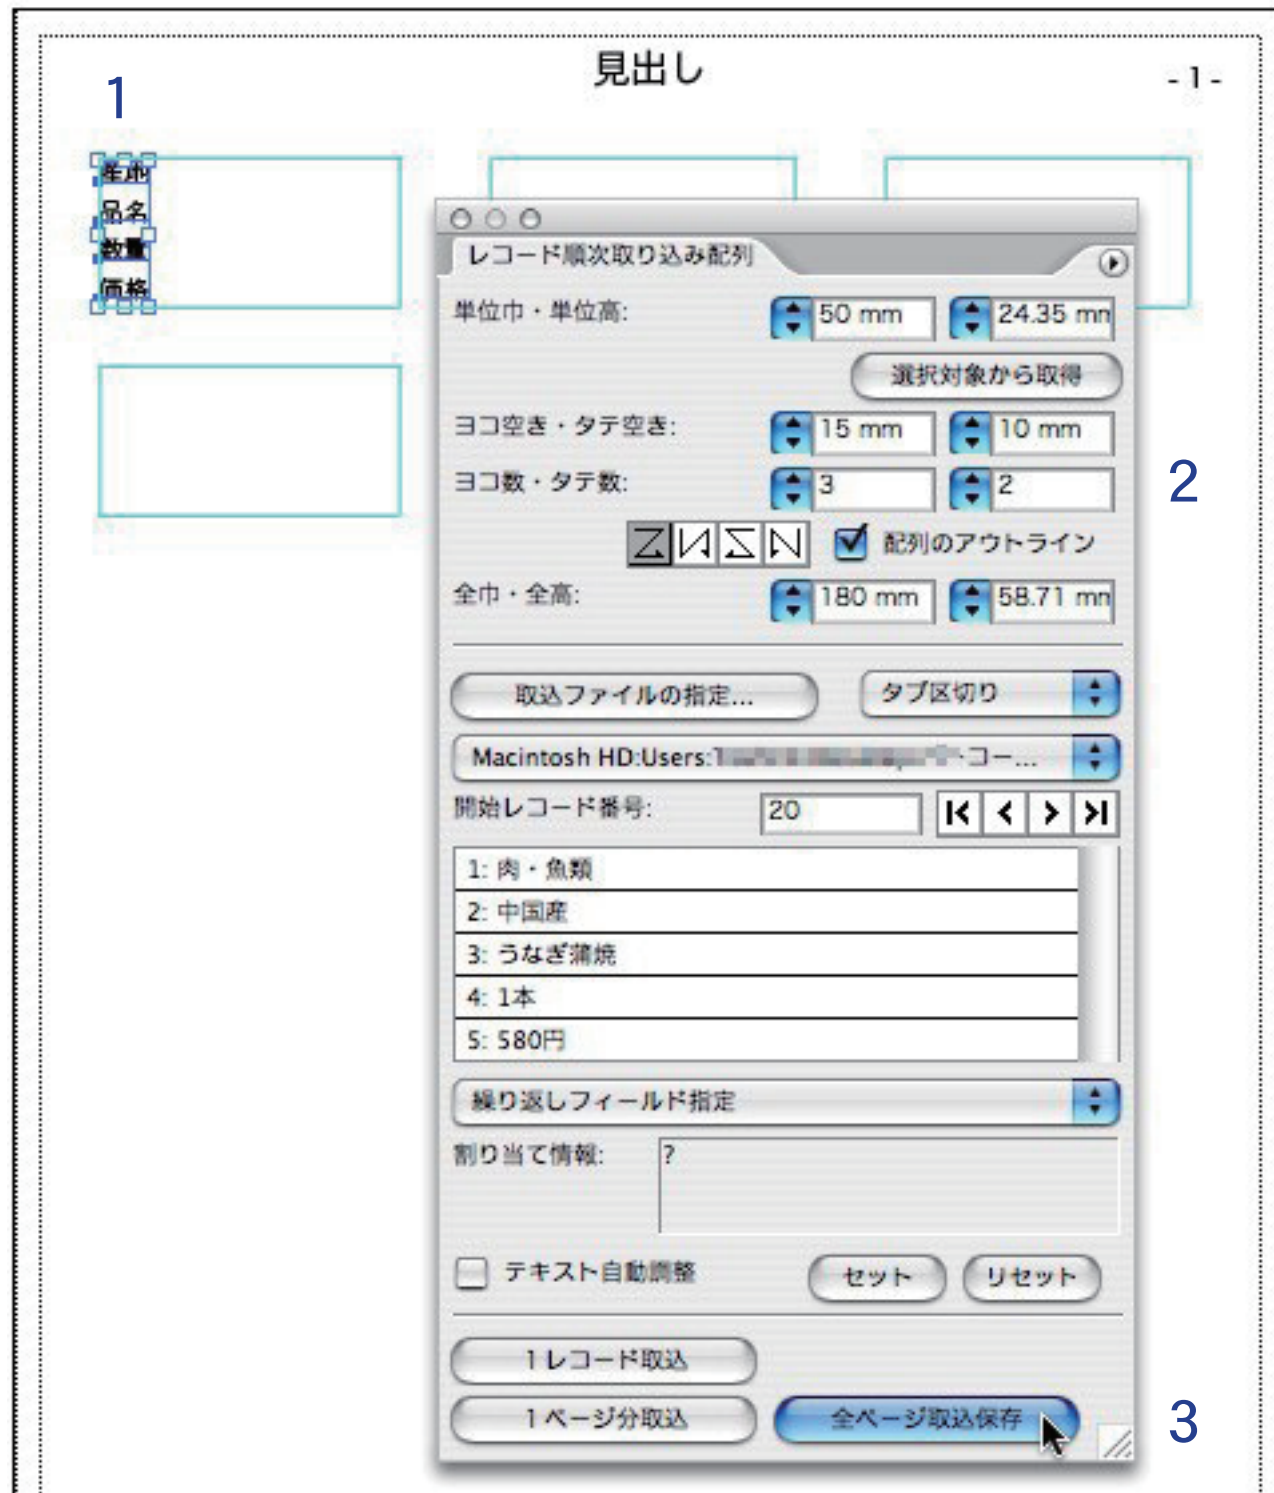 見出し
- 1 -
1
産地
品名
数量
価格
レコード順次取り込み配列
単位巾・単位高: 50 mm 24.35 mm
選択対象から取得
ヨコ空き・タテ空き: 15 mm 10 mm
ヨコ数・タテ数: 3 2
2
配列のアウトライン
全巾・全高: 180 mm 58.71 mm
取込ファイルの指定... タブ区切り
Macintosh HD:Users: コー...
開始レコード番号: 20
1: 肉・魚類
2: 中国産
3: うなぎ蒲焼
4: 1本
5: 580円
繰り返しフィールド指定
割り当て情報: ?
テキスト自動調整 セット リセット
1レコード取込
1ページ分取込 全ページ取込保存
3